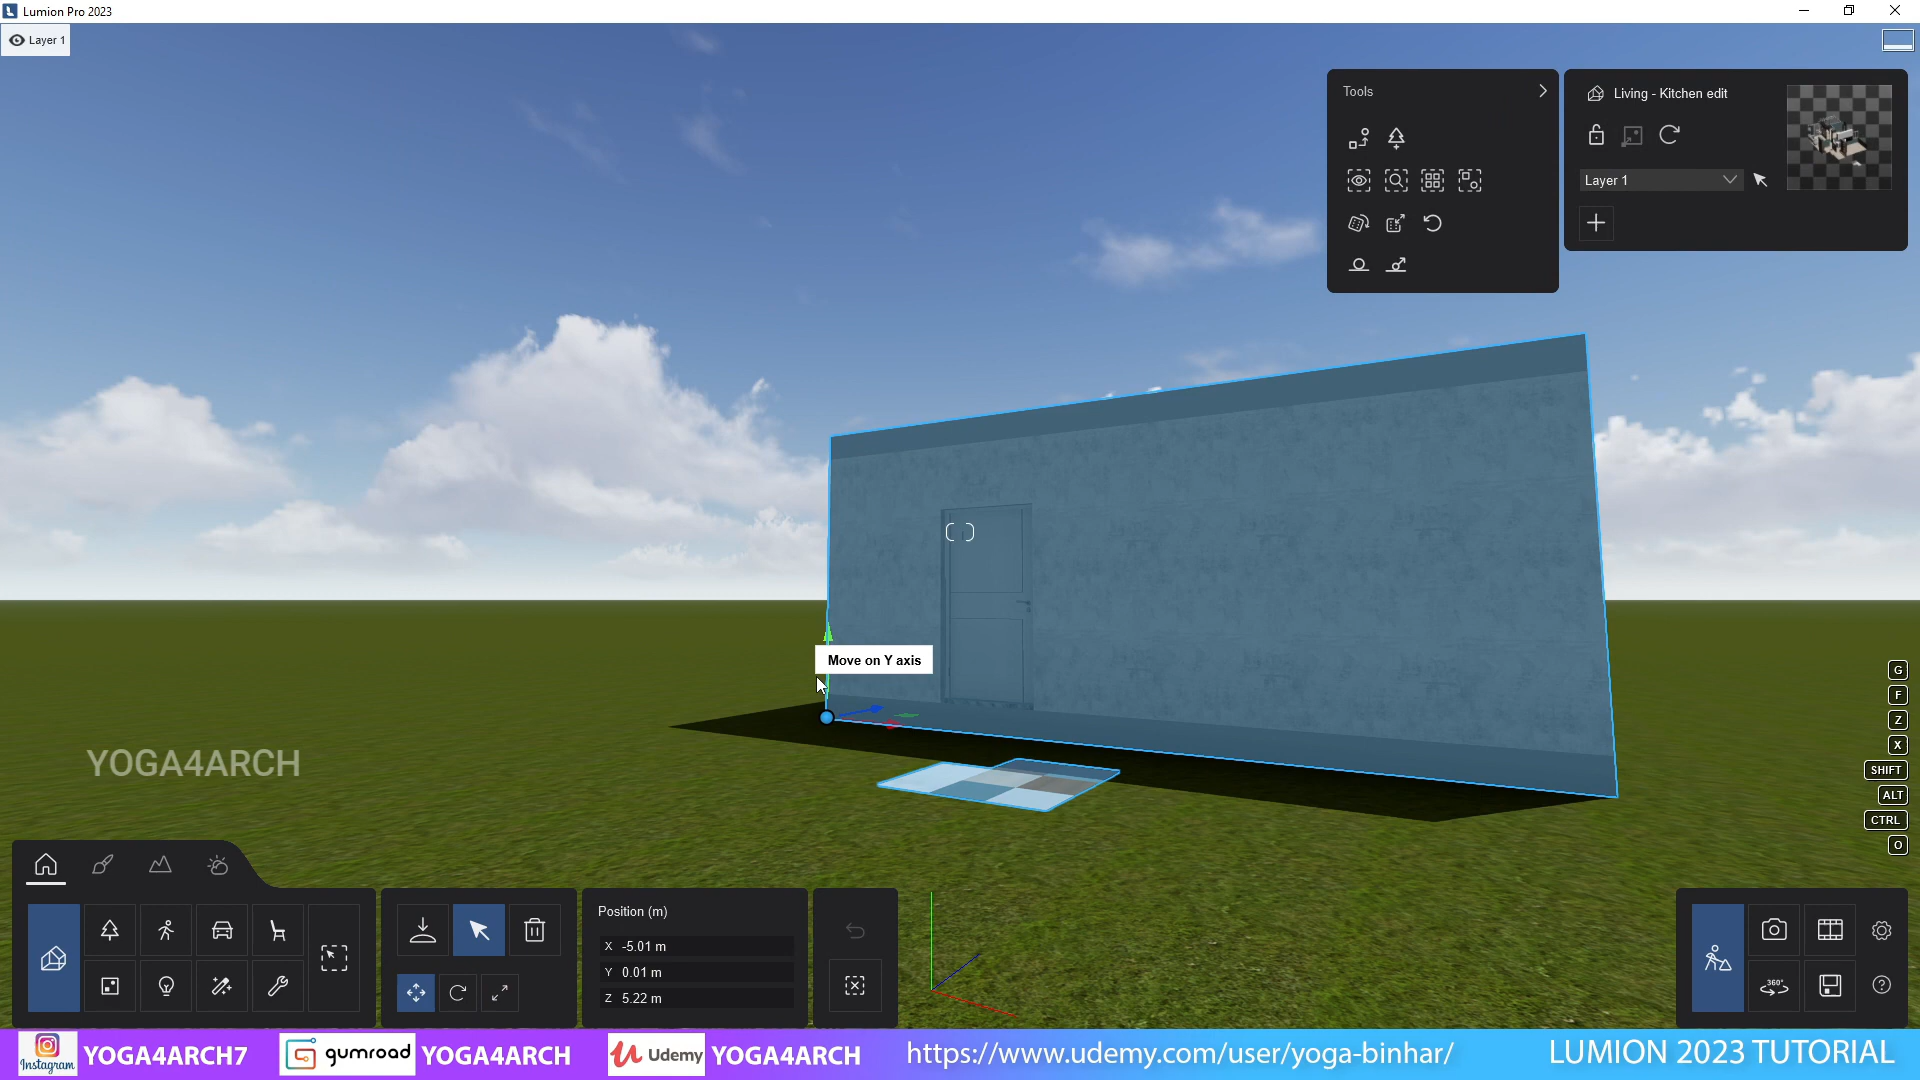 Lumion Pro 2023
Layer 1
Tools
Living - Kitchen edit
Layer 1
Move on Y axis
G
F
Z
X
SHIFT
ALT
CTRL
O
YOGA4ARCH
Position (m)
X -5.01 m
Y 0.01 m
Z 5.22 m
360°
Instagram YOGA4ARCH7 gumroad YOGA4ARCH Udemy YOGA4ARCH https://www.udemy.com/user/yoga-binhar/ LUMION 2023 TUTORIAL